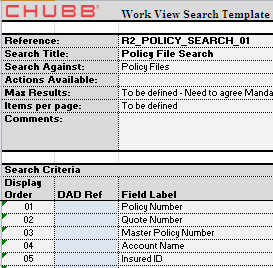 CHUBB® Work View Search Template
Reference: R2_POLICY_SEARCH_01
Search Title: Policy File Search
Search Against: Policy Files
Actions Available:
Max Results: To be defined - Need to agree Manda
Items per page: To be defined
Comments:
Search Criteria
Display Order DAD Ref Field Label
01 Policy Number
02 Quote Number
03 Master Policy Number
04 Account Name
05 Insured ID